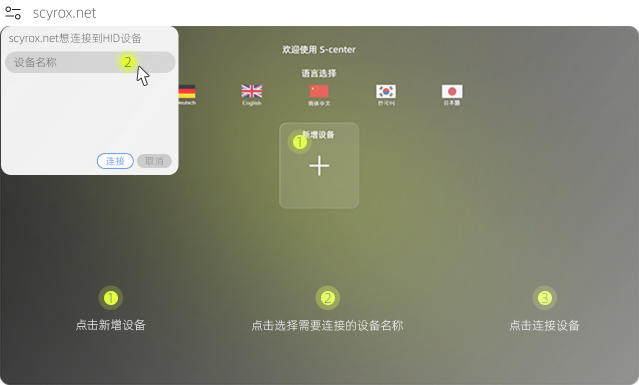 scyrox.net
scyrox.net想连接到HID设备
设备名称
2
连接
取消
欢迎使用 S-center
语言选择
Deutsch
English
简体中文
한국어
日本語
新增设备
1
1
2
3
点击新增设备
点击选择需要连接的设备名称
点击连接设备